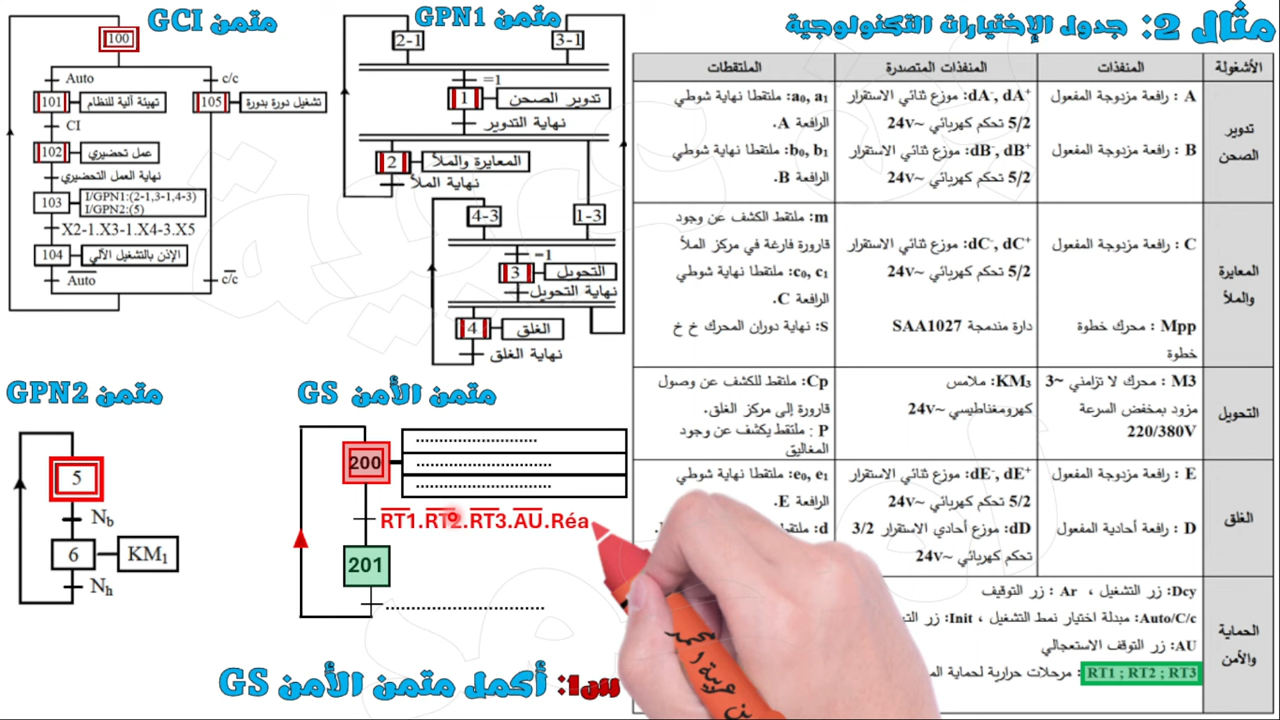 مثال 2: جدول الإختيارات التكنولوجية
متمن GCI
100
Auto
c/c
101
تهيئة آلية للنظام
105
تشغيل دورة بدورة
CI
102
عمل تحضيري
نهاية العمل التحضيري
103
I/GPN1:(2-1,3-1,4-3)
I/GPN2:(5)
X2-1.X3-1.X4-3.X5
104
الإذن بالتشغيل الآلي
Auto
c/c
متمن GPN1
2-1
3-1
=1
1
تدوير الصحن
نهاية التدوير
2
المعايرة والملأ
نهاية الملأ
4-3
1-3
=1
3
التحويل
نهاية التحويل
4
الغلق
نهاية الغلق
الأشغولة
المنفذات
المنفذات المتصدرة
الملتقطات
تدوير
الصحن
A : رافعة مزدوجة المفعول
B : رافعة مزدوجة المفعول
dA⁻, dA⁺: موزع ثنائي الاستقرار
5/2 تحكم كهربائي ~24v
dB⁻, dB⁺: موزع ثنائي الاستقرار
5/2 تحكم كهربائي ~24v
a₀, a₁: ملتقطا نهاية شوطي
الرافعة A.
b₀, b₁: ملتقطا نهاية شوطي
الرافعة B.
المعايرة
والملأ
C : رافعة مزدوجة المفعول
Mpp : محرك خطوة
خطوة
dC⁻, dC⁺: موزع ثنائي الاستقرار
5/2 تحكم كهربائي ~24v
دارة مندمجة SAA1027
m: ملتقط الكشف عن وجود
قارورة فارغة في مركز الملأ
c₀, c₁: ملتقطا نهاية شوطي
الرافعة C.
S: نهاية دوران المحرك خ خ
التحويل
M3 : محرك لا تزامني ~3
مزود بمخفض السرعة
220/380V
KM₃: ملامس
كهرومغناطيسي ~24v
Cp: ملتقط للكشف عن وصول
قارورة إلى مركز الغلق.
P : ملتقط يكشف عن وجود
المغاليق
الغلق
E : رافعة مزدوجة المفعول
D : رافعة أحادية المفعول
dE⁻, dE⁺: موزع ثنائي الاستقرار
5/2 تحكم كهربائي ~24v
dD: موزع أحادي الاستقرار 3/2
تحكم كهربائي ~24v
e₀, e₁: ملتقطا نهاية شوطي
الرافعة E.
d:
الحماية
والأمن
Dcy: زر التشغيل ، Ar : زر التوقيف
Auto/C/c: مبدلة اختيار نمط التشغيل ، Init: زر
AU: زر التوقف الاستعجالي
RT1 ; RT2 ; RT3 : مرحلات حرارية لحماية
متمن GPN2
5
Nb
6
KM₁
Nh
متمن الأمن GS
200
RT1.RT2.RT3.AU.Réa
201
س1: أكمل متمن الأمن GS